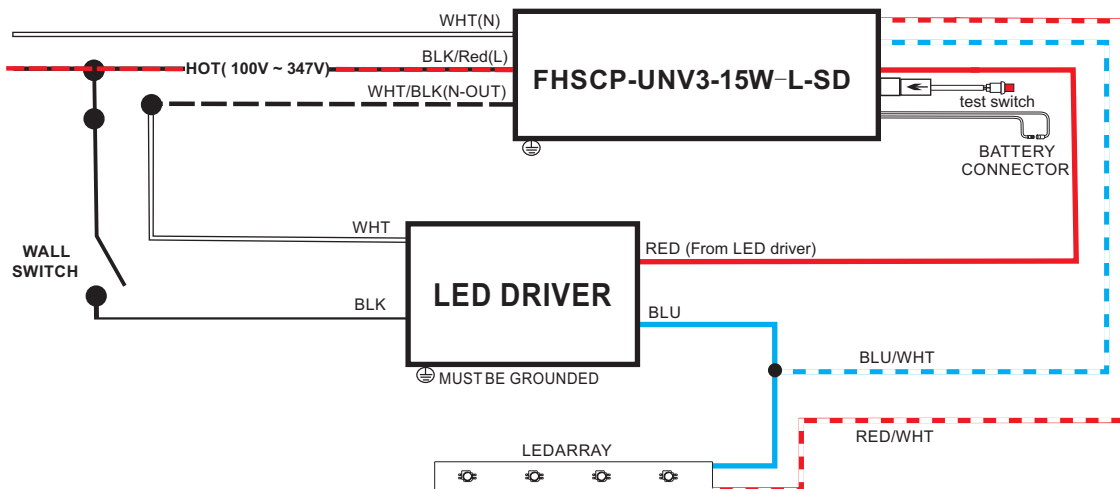 WHT(N)
BLK/Red(L)
HOT( 100V ~ 347V)
WHT/BLK(N-OUT)
FHSCP-UNV3-15W-L-SD
test switch
BATTERY
CONNECTOR
WHT
RED (From LED driver)
WALL
SWITCH
LED DRIVER
BLK
BLU
BLU/WHT
MUST BE GROUNDED
RED/WHT
LEDARRAY